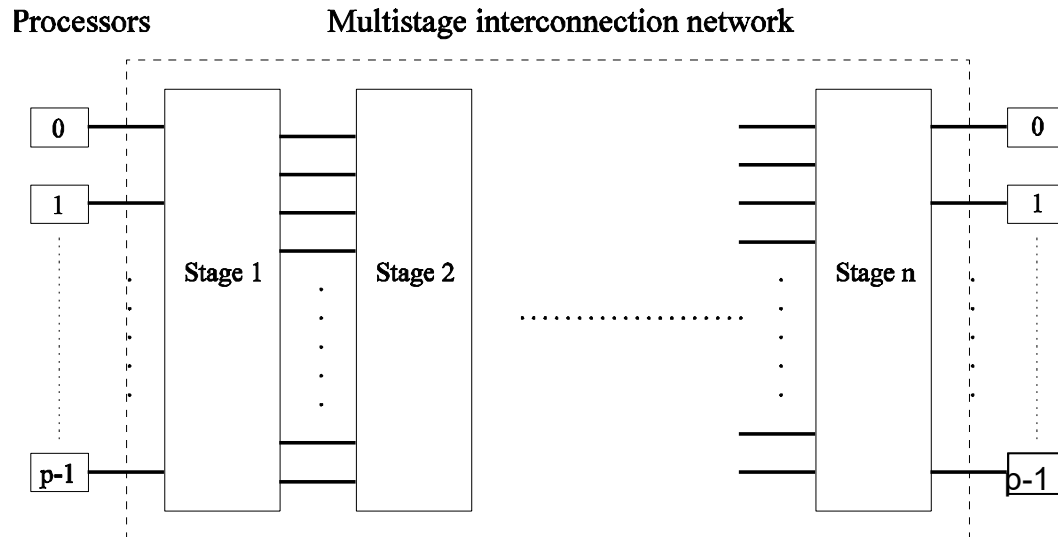 Processors
Multistage interconnection network
0
0
1
1
Stage 1
Stage 2
Stage n
p-1
p-1